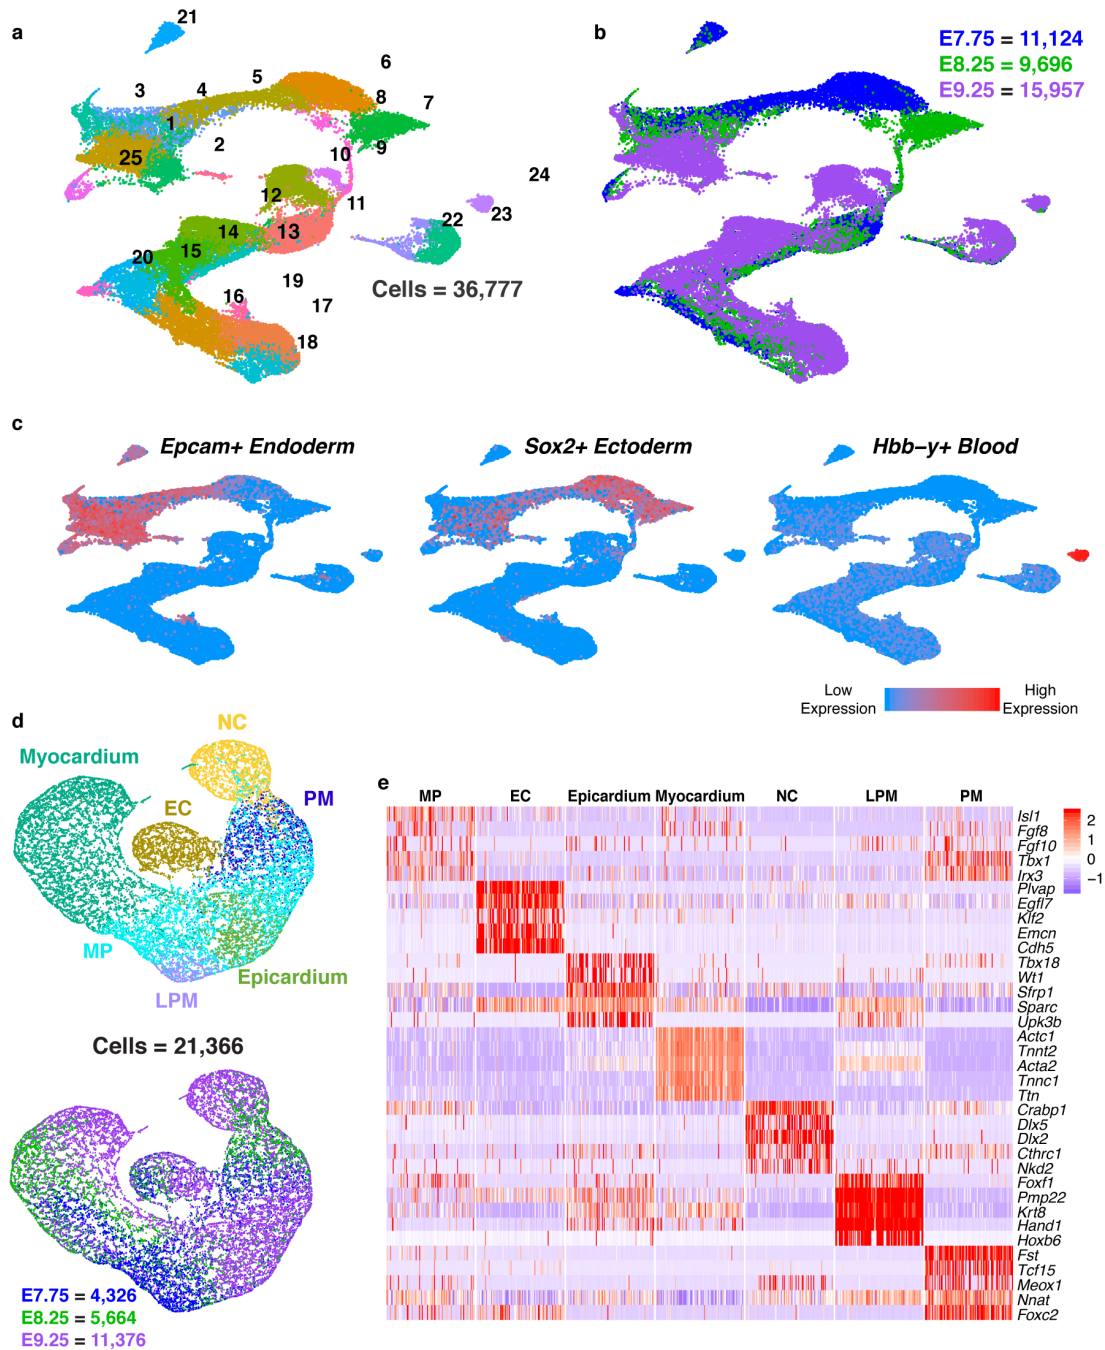 a
21
3
4
5
6
8
7
1
2
9
25
10
24
12
11
22
23
14
13
15
20
19
Cells = 36,777
16
17
18
b
E7.75 = 11,124
E8.25 = 9,696
E9.25 = 15,957
c
Epcam+ Endoderm
Sox2+ Ectoderm
Hbb−y+ Blood
Low
Expression
High
Expression
d
NC
Myocardium
EC
PM
MP
Epicardium
LPM
Cells = 21,366
E7.75 = 4,326
E8.25 = 5,664
E9.25 = 11,376
e
MP EC Epicardium Myocardium NC LPM PM
Isl1
Fgf8
Fgf10
Tbx1
Irx3
Plvap
Egfl7
Klf2
Emcn
Cdh5
Tbx18
Wt1
Sfrp1
Sparc
Upk3b
Actc1
Tnnt2
Acta2
Tnnc1
Ttn
Crabp1
Dlx5
Dlx2
Cthrc1
Nkd2
Foxf1
Pmp22
Krt8
Hand1
Hoxb6
Fst
Tcf15
Meox1
Nnat
Foxc2
2
1
0
−1